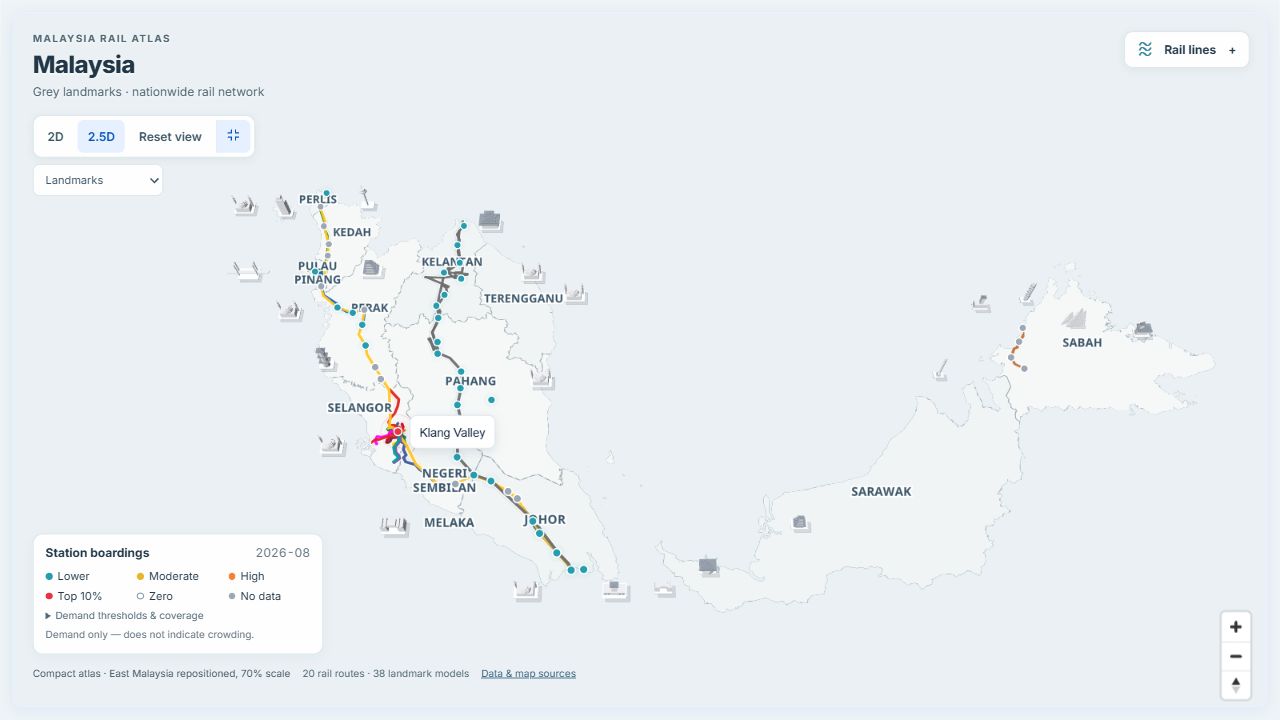 MALAYSIA RAIL ATLAS
Malaysia
Grey landmarks · nationwide rail network
2D 2.5D Reset view
Landmarks
Rail lines +
PERLIS
KEDAH
PULAU
PINANG
KELANTAN
PERAK
TERENGGANU
SABAH
PAHANG
SELANGOR
Klang Valley
NEGERI
SEMBILAN
SARAWAK
MELAKA
JOHOR
Station boardings 2026-08
Lower Moderate High
Top 10% Zero No data
Demand thresholds & coverage
Demand only — does not indicate crowding.
Compact atlas · East Malaysia repositioned, 70% scale 20 rail routes · 38 landmark models Data & map sources